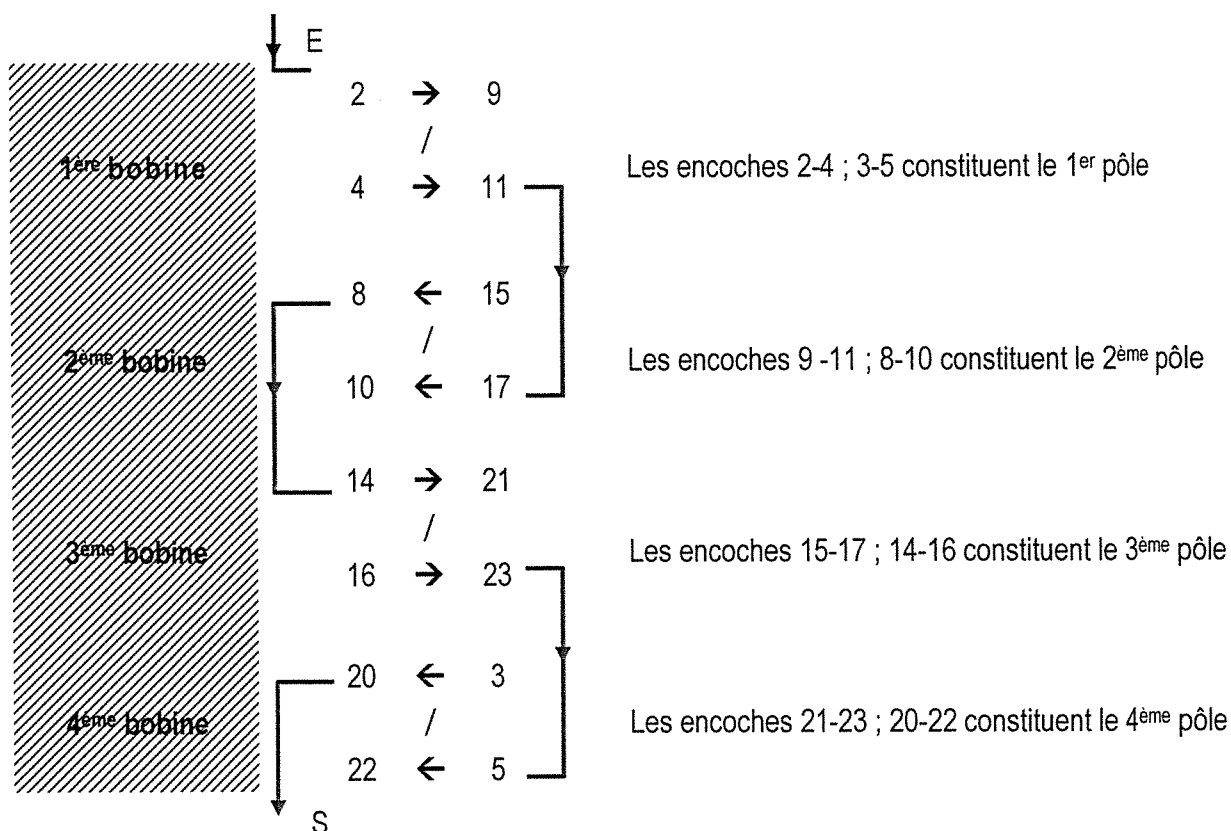 E
2 → 9
/
1ère bobine
4 → 11
Les encoches 2-4 ; 3-5 constituent le 1er pôle
8 ← 15
/
2ème bobine
10 ← 17
Les encoches 9 -11 ; 8-10 constituent le 2ème pôle
14 → 21
/
3ème bobine
16 → 23
Les encoches 15-17 ; 14-16 constituent le 3ème pôle
20 ← 3
/
4ème bobine
22 ← 5
Les encoches 21-23 ; 20-22 constituent le 4ème pôle
S